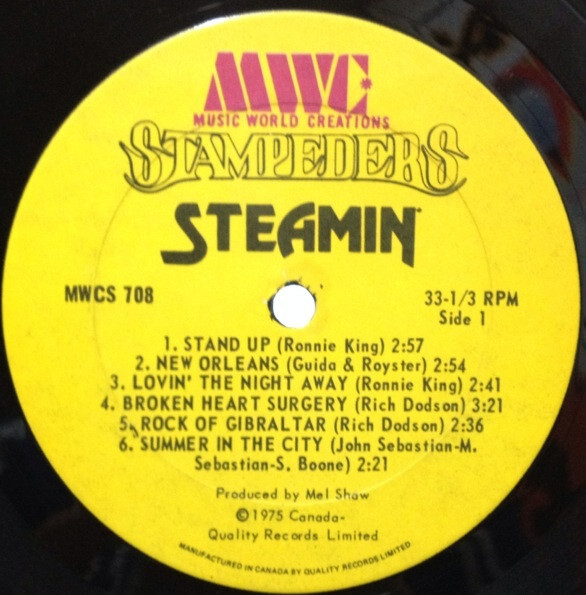 MWC
MUSIC WORLD CREATIONS
STAMPEDERS
STEAMIN'
MWCS 708
33-1/3 RPM
Side 1
1. STAND UP (Ronnie King) 2:57
2. NEW ORLEANS (Guida & Royster) 2:54
3. LOVIN' THE NIGHT AWAY (Ronnie King) 2:41
4. BROKEN HEART SURGERY (Rich Dodson) 3:21
5. ROCK OF GIBRALTAR (Rich Dodson) 2:36
6. SUMMER IN THE CITY (John Sebastian-M.
Sebastian-S. Boone) 2:21
Produced by Mel Shaw
©1975 Canada-
Quality Records Limited
MANUFACTURED IN CANADA BY QUALITY RECORDS LIMITED